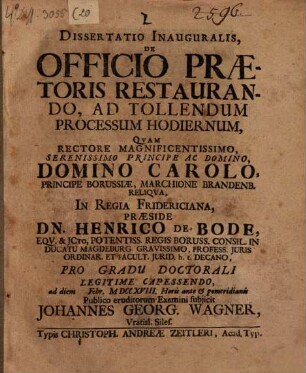 DISSERTATIO INAUGURALIS,
DE
OFFICIO PRÆ-
TORIS RESTAURAN-
DO, AD TOLLENDUM
PROCESSUM HODIERNUM,
QUAM
RECTORE MAGNIFICENTISSIMO,
SERENISSIMO PRINCIPE AC DOMINO,
DOMINO CAROLO,
PRINCIPE BORUSSIÆ, MARCHIONE BRANDENB.
RELIQVA,
IN REGIA FRIDERICIANA,
PRÆSIDE
DN. HENRICO DE-BODE,
EQV. & JCTO, POTENTISS. REGIS BORUSS. CONSIL. IN
DUCATU MAGDEBURG GRAVISSIMO, PROFESS. JURIS
ORDINAR. ET FACULT. JURID. h. t. DECANO,
PRO GRADU DOCTORALI
LEGITIME CAPESSENDO,
ad diem Febr. MDCCXVIII. Horis ante et pomeridianis
Publico eruditorum Examini subjicit
JOHANNES GEORG. WAGNER,
Vratisl. Siles.
Typis CHRISTOPH. ANDREÆ ZEITLERI, Acad. Typ.